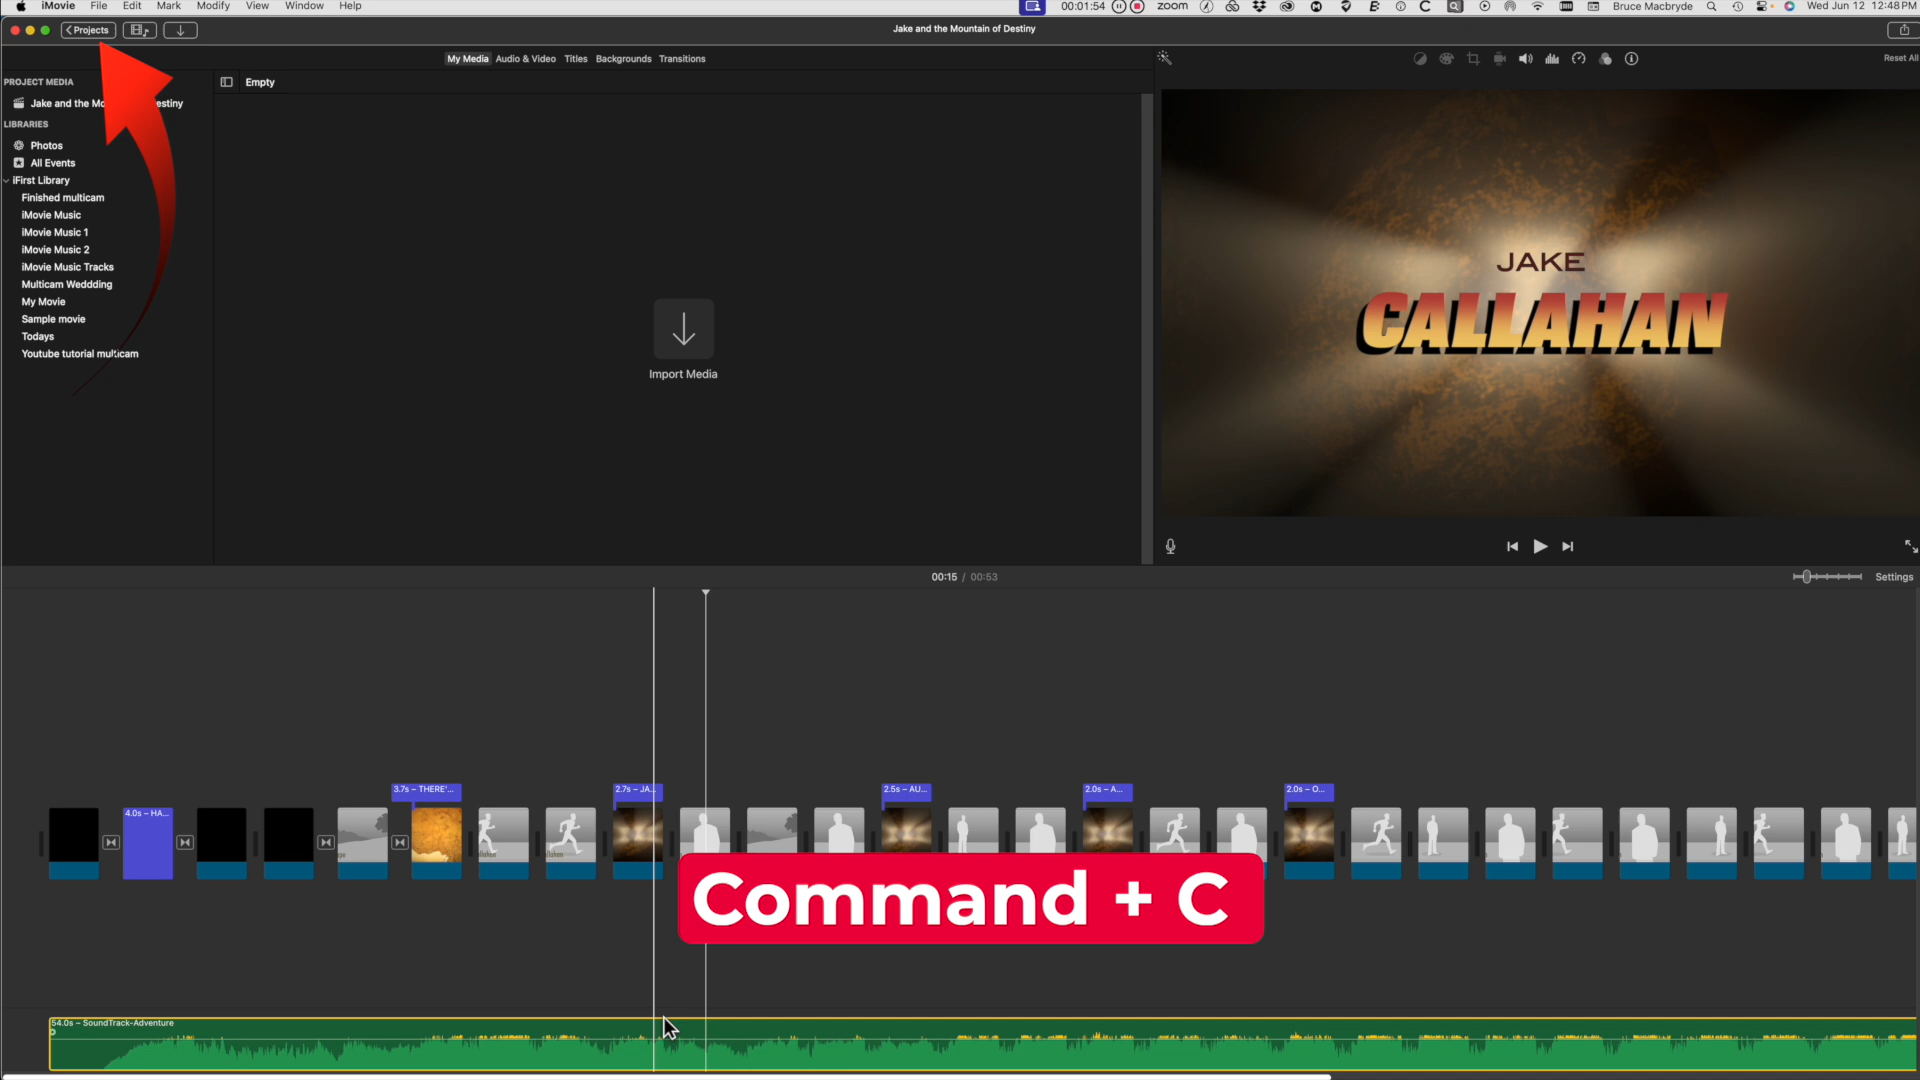 iMovie File Edit Mark Modify View Window Help 00:01:54 zoom Bruce Macbryde Wed Jun 12 12:48 PM
Projects Jake and the Mountain of Destiny
My Media Audio & Video Titles Backgrounds Transitions Reset All
PROJECT MEDIA
Empty
Jake and the Mo estiny
LIBRARIES
Photos
All Events
iFirst Library
Finished multicam
iMovie Music
iMovie Music 1
iMovie Music 2
iMovie Music Tracks
Multicam Weddding
My Movie
Sample movie
Todays
Youtube tutorial multicam
Import Media
JAKE
CALLAHAN
00:15 / 00:53 Settings
3.7s – THERE'... 2.7s – JA... 2.5s – AU... 2.0s – A... 2.0s – O...
4.0s – HA...
Command + C
54.0s – SoundTrack-Adventure